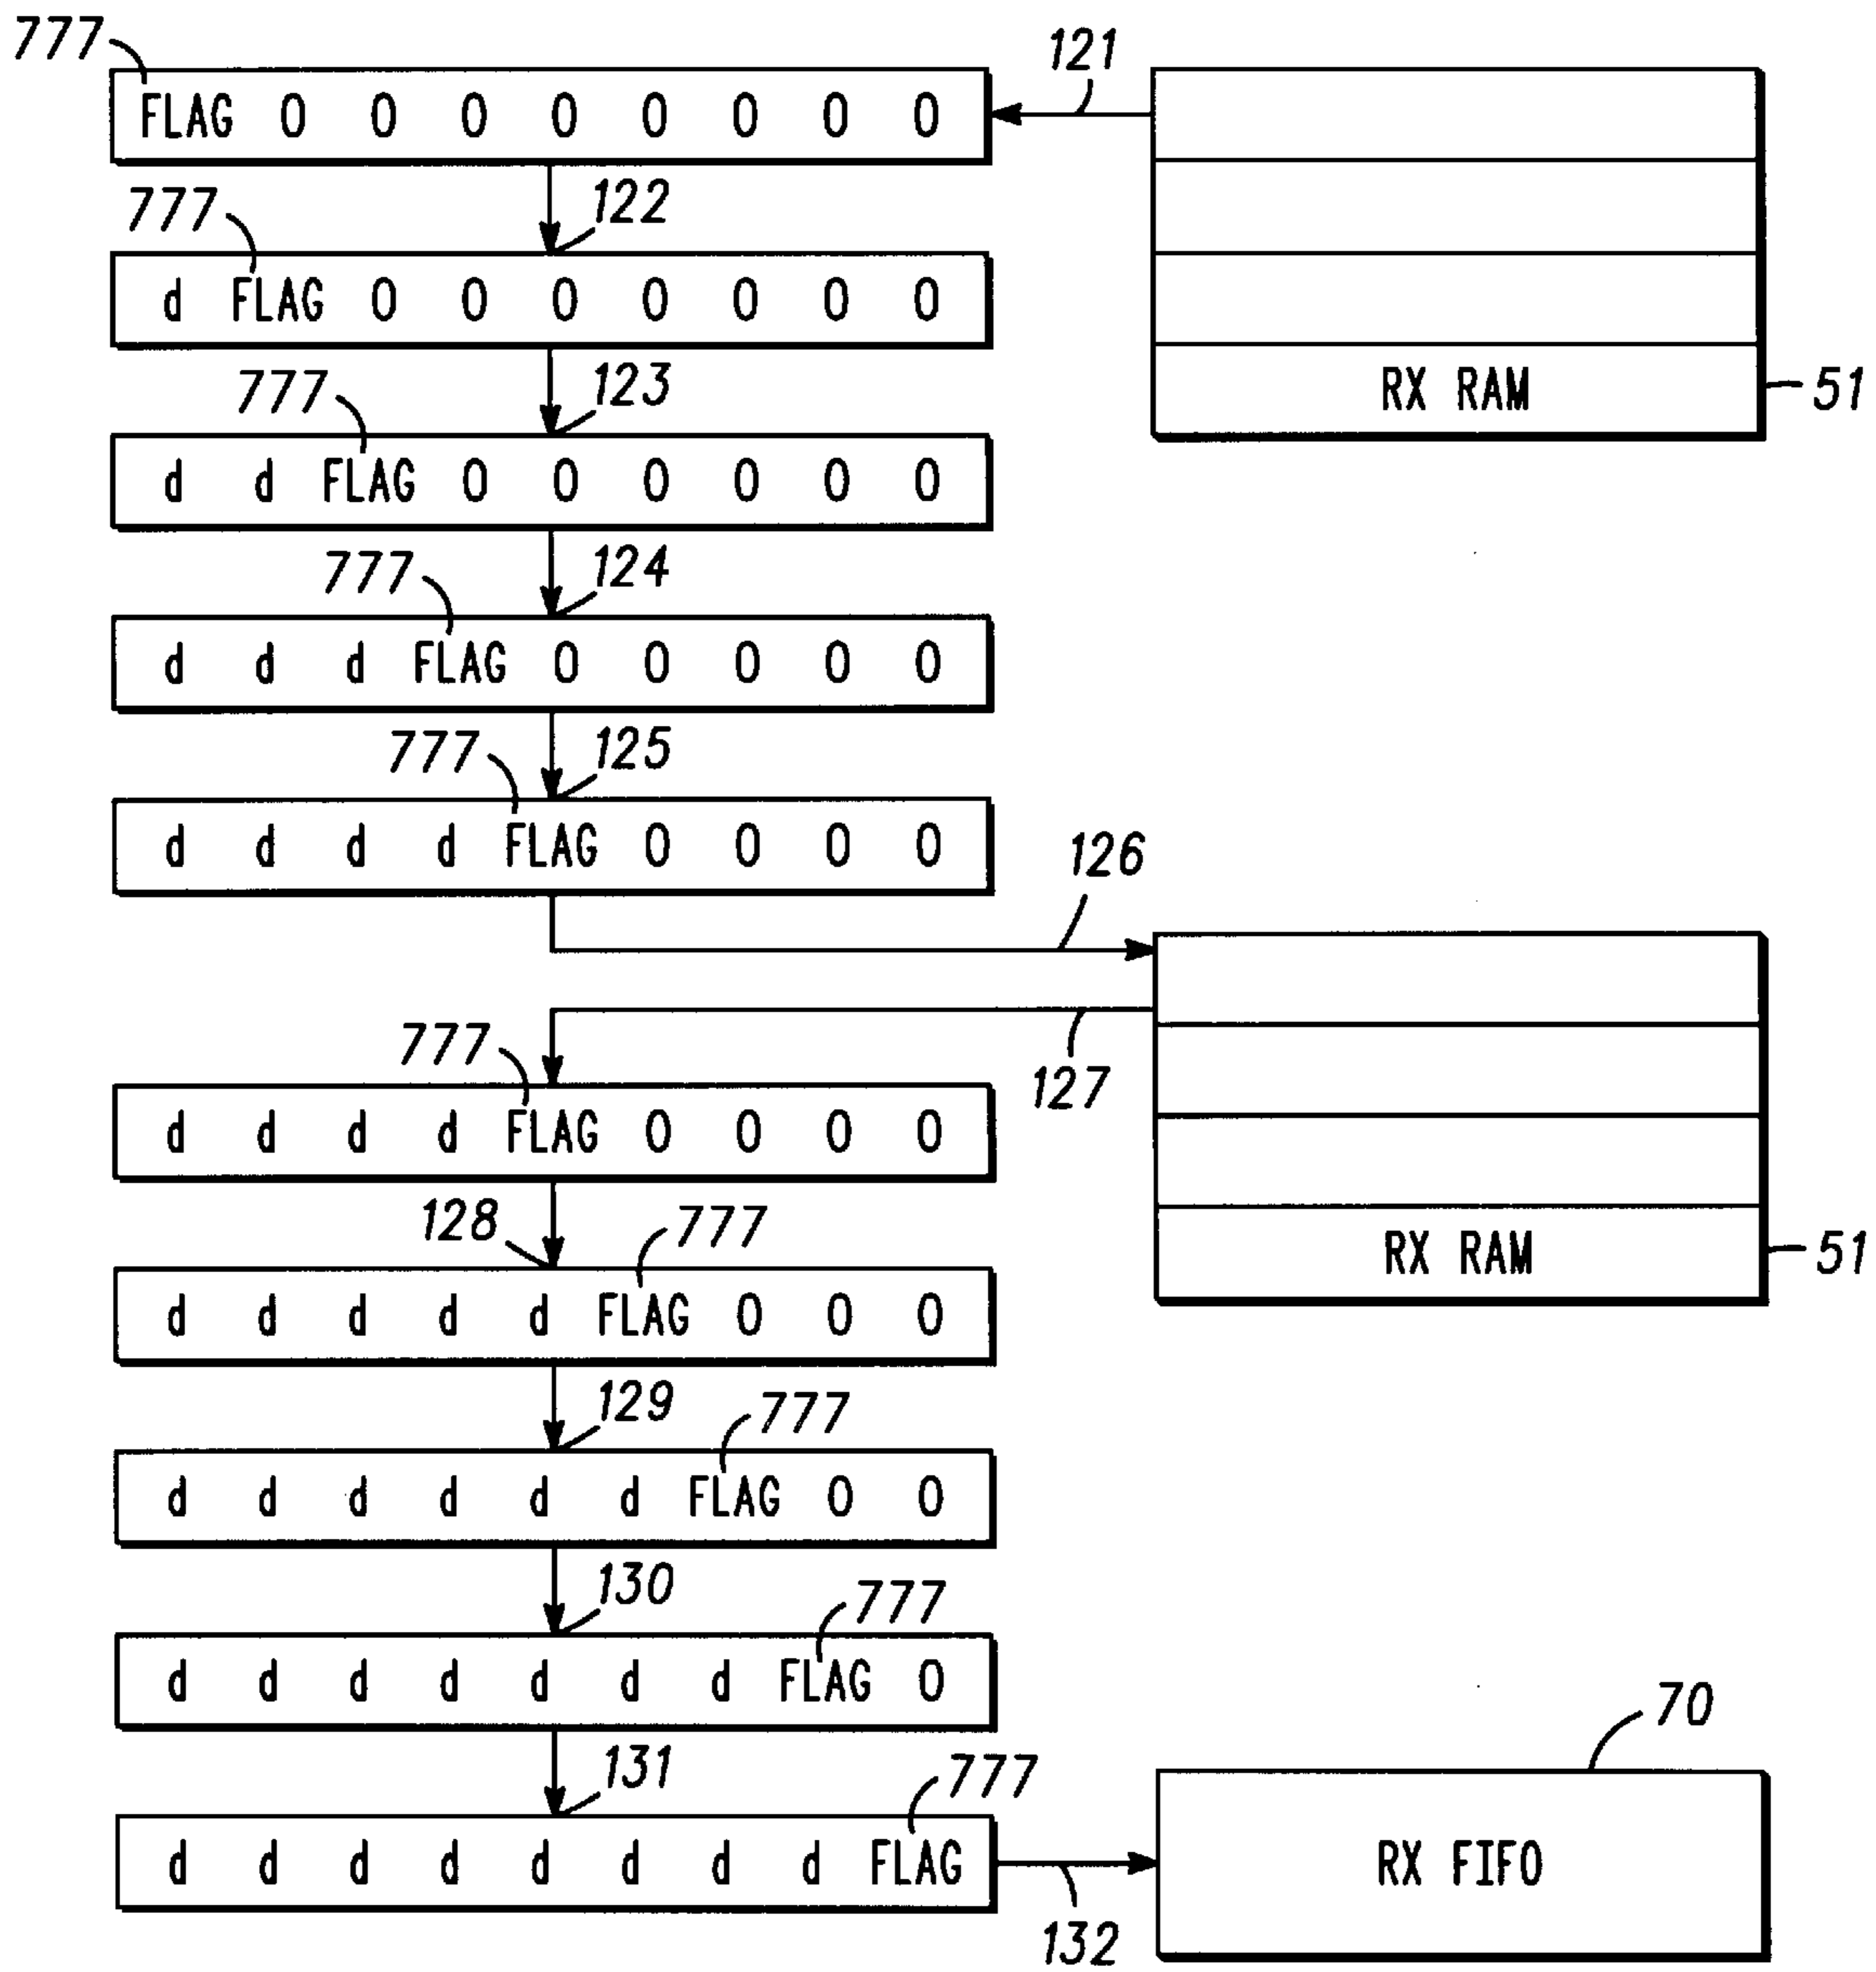 777
121
FLAG 0 0 0 0 0 0 0 0
777
122
d FLAG 0 0 0 0 0 0 0
777
123
RX RAM
51
d d FLAG 0 0 0 0 0 0
777
124
d d d FLAG 0 0 0 0 0
777
125
d d d d FLAG 0 0 0 0
126
777
127
d d d d FLAG 0 0 0 0
128
777
RX RAM
51
d d d d d FLAG 0 0 0
129
777
d d d d d d FLAG 0 0
130
777
d d d d d d d FLAG 0
70
131
777
d d d d d d d d FLAG
RX FIFO
132